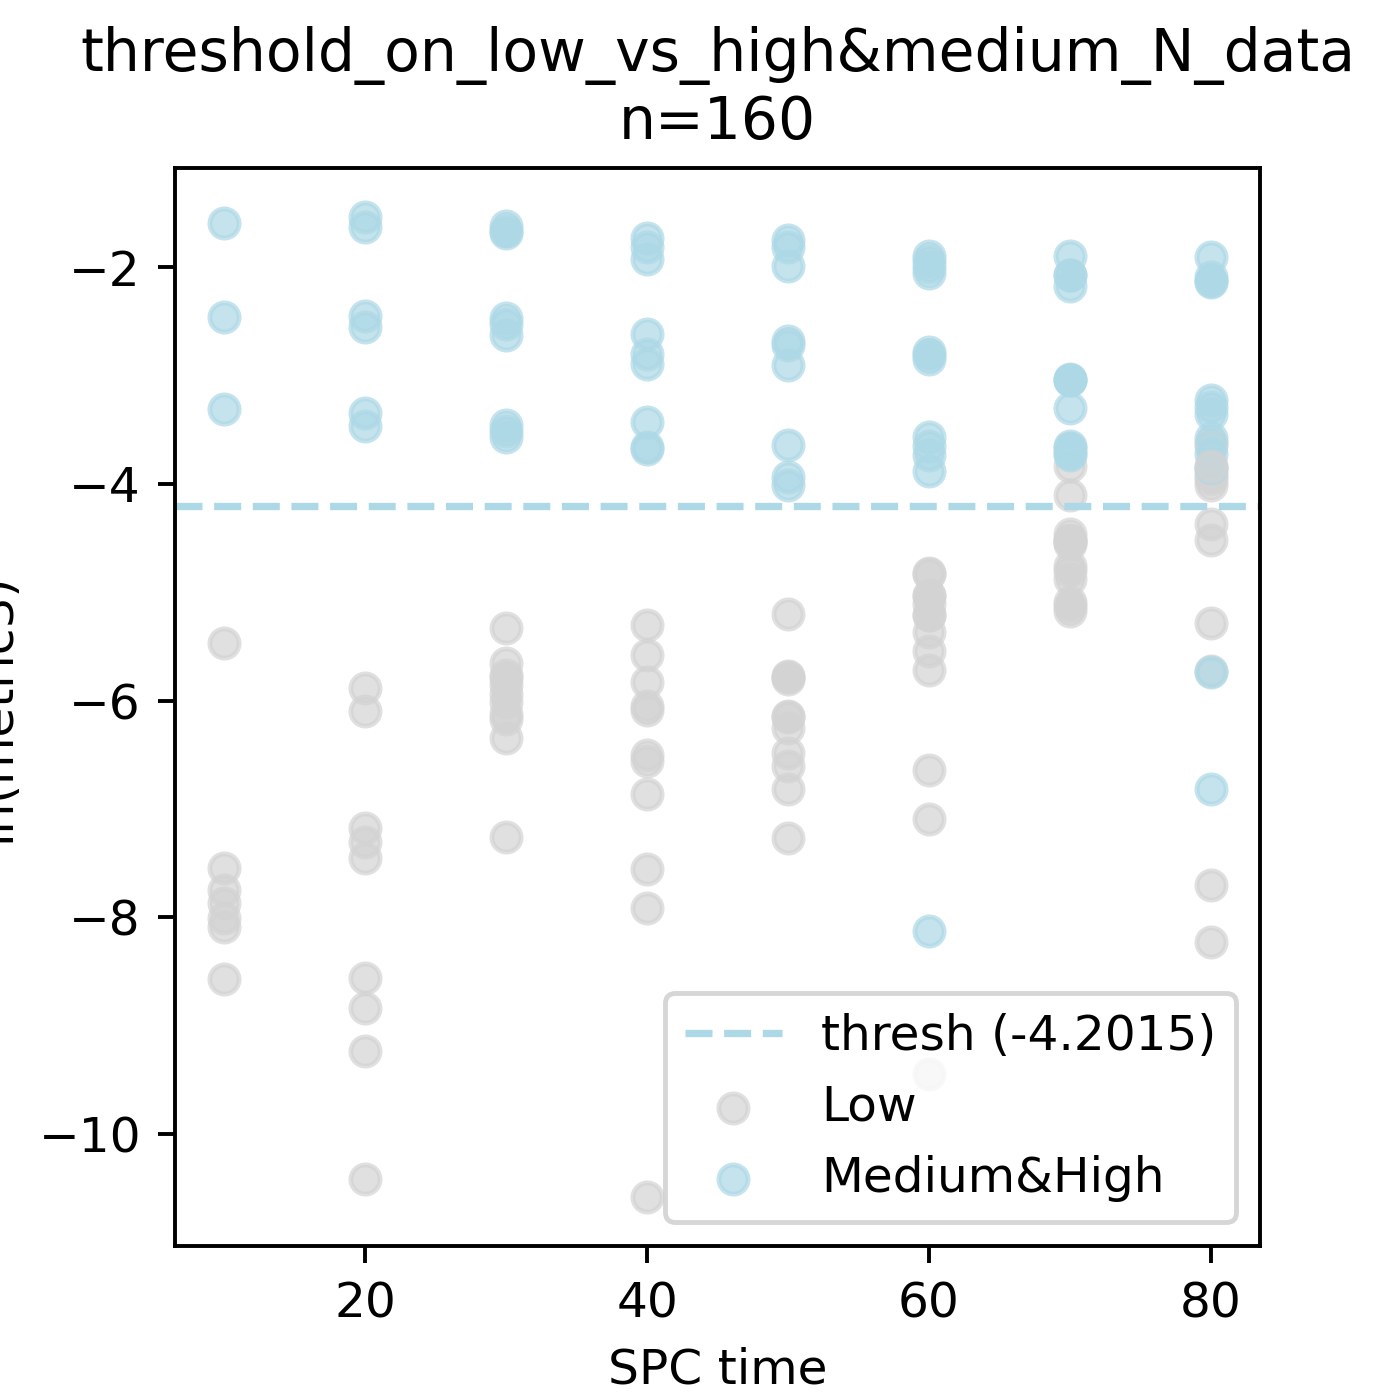 threshold_on_low_vs_high&medium_N_data
n=160
−2
−4
−6
−8
−10
thresh (-4.2015)
Low
Medium&High
20 40 60 80
SPC time